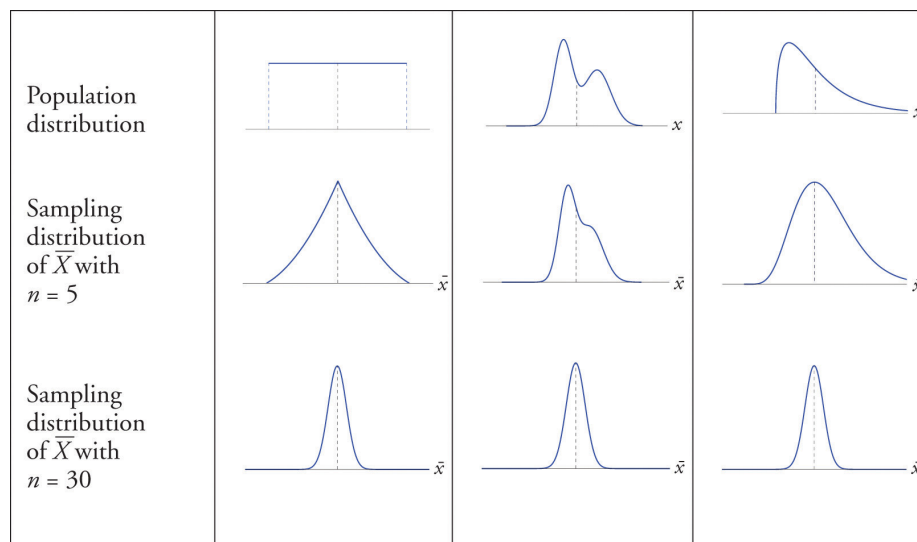 Population
distribution
x
x
Sampling
distribution
of X̅ with
n = 5
x̄
x̄
x̄
Sampling
distribution
of X̅ with
n = 30
x̄
x̄
x̄